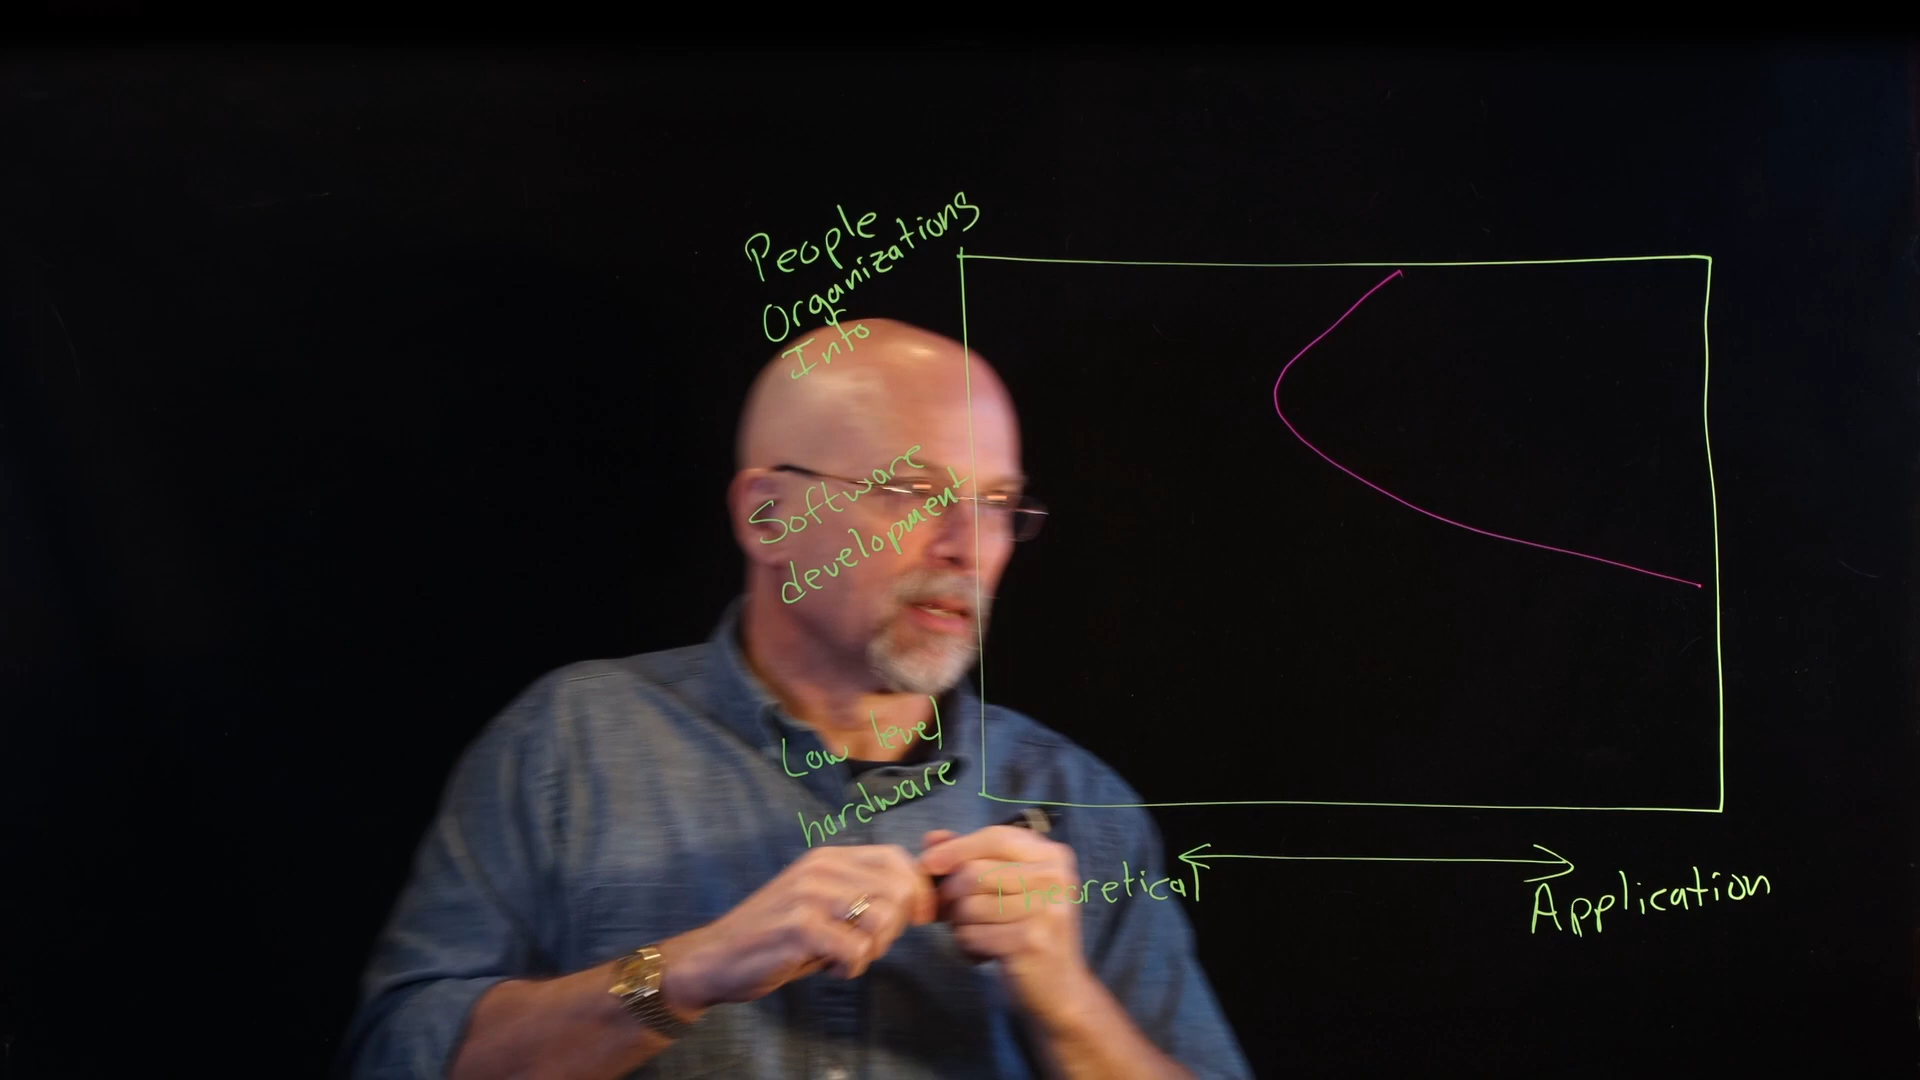 People
Organizations
Info
Software
development
Low level
hardware
Theoretical
Application